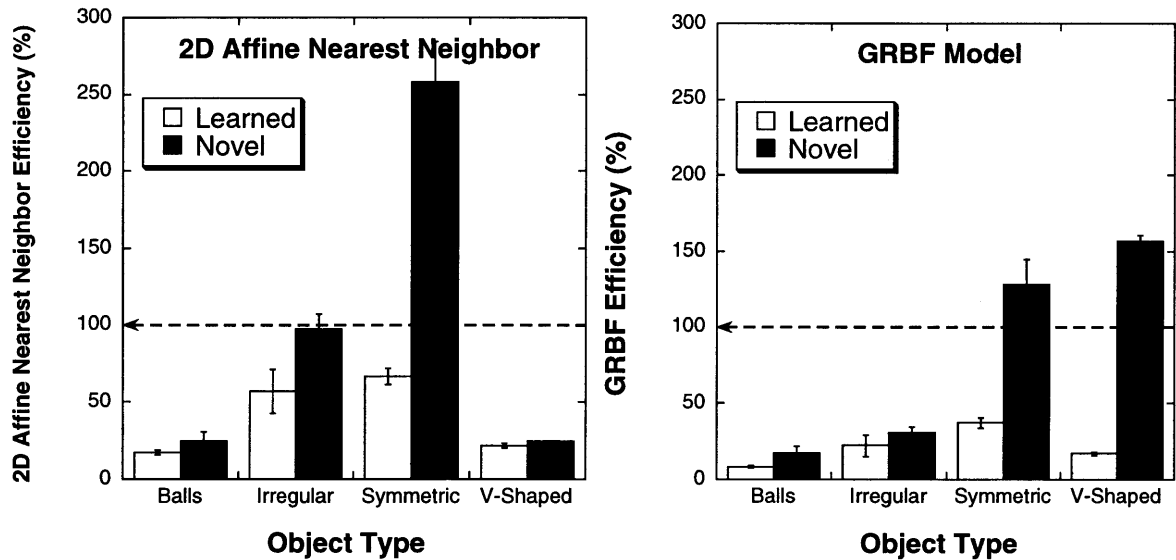 2D Affine Nearest Neighbor Efficiency (%)
300
250
200
150
100
50
0
2D Affine Nearest Neighbor
Learned
Novel
Balls
Irregular
Symmetric
V-Shaped
Object Type
GRBF Efficiency (%)
300
250
200
150
100
50
0
GRBF Model
Learned
Novel
Balls
Irregular
Symmetric
V-Shaped
Object Type